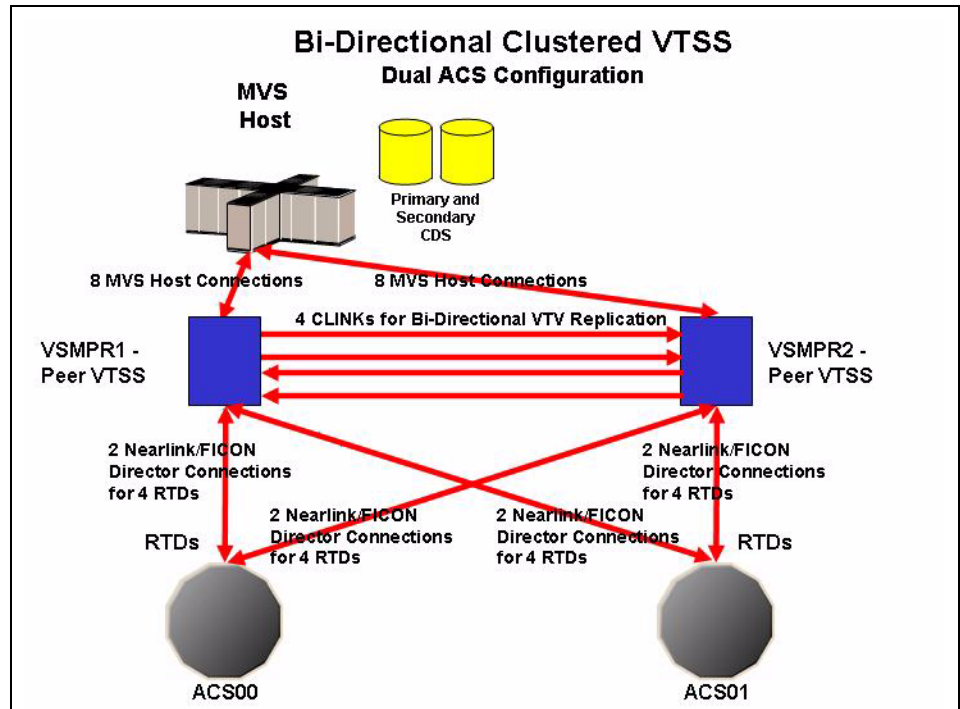 Bi-Directional Clustered VTSS
Dual ACS Configuration
MVS
Host
Primary and
Secondary
CDS
8 MVS Host Connections
8 MVS Host Connections
4 CLINKs for Bi-Directional VTV Replication
VSMPR1 -
Peer VTSS
VSMPR2 -
Peer VTSS
2 Nearlink/FICON
Director Connections
for 4 RTDs
2 Nearlink/FICON
Director Connections
for 4 RTDs
2 Nearlink/FICON
Director Connections
for 4 RTDs
2 Nearlink/FICON
Director Connections
for 4 RTDs
RTDs
RTDs
ACS00
ACS01